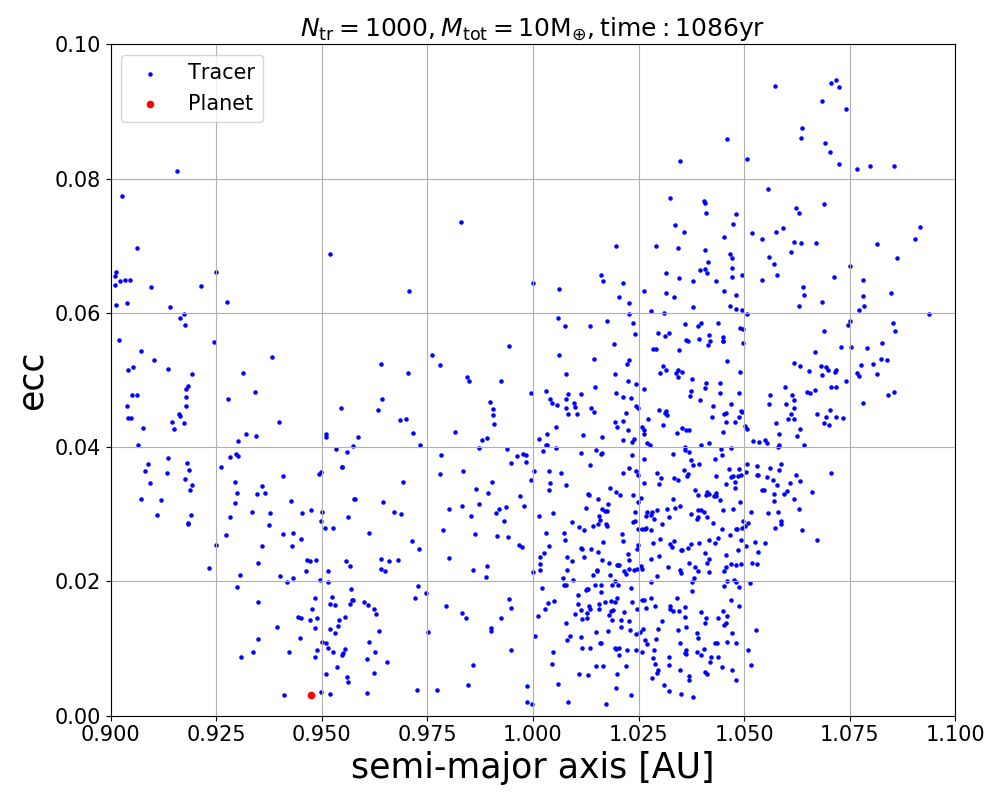 N_tr = 1000, M_tot = 10M_⊕, time : 1086yr
0.10
Tracer
Planet
0.08
0.06
ecc
0.04
0.02
0.00
0.900 0.925 0.950 0.975 1.000 1.025 1.050 1.075 1.100
semi-major axis [AU]